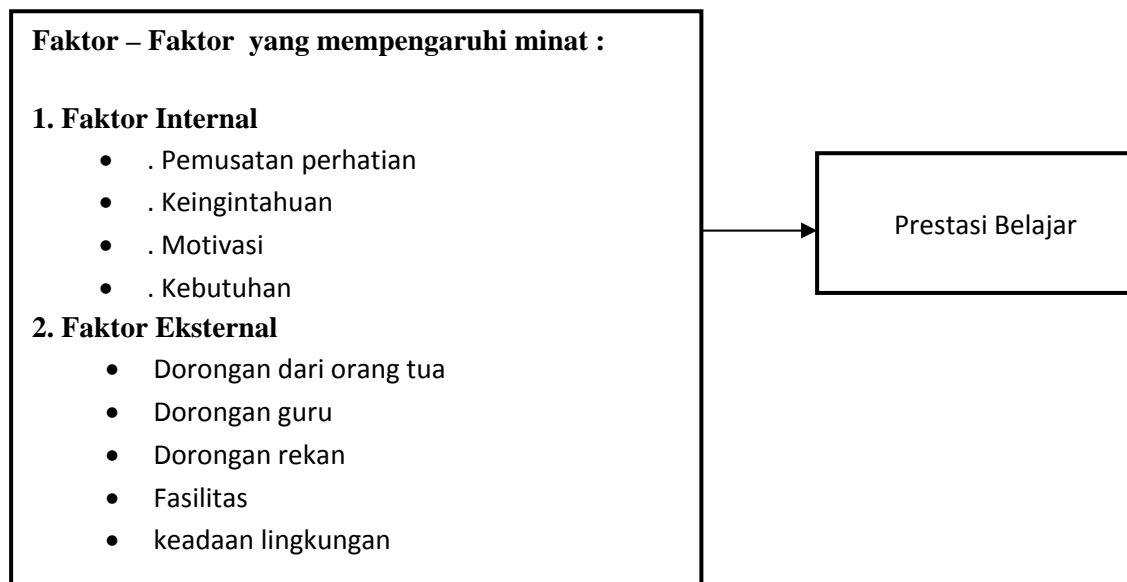 Faktor – Faktor yang mempengaruhi minat :
1. Faktor Internal
• . Pemusatan perhatian
• . Keingintahuan
• . Motivasi
• . Kebutuhan
2. Faktor Eksternal
• Dorongan dari orang tua
• Dorongan guru
• Dorongan rekan
• Fasilitas
• keadaan lingkungan
Prestasi Belajar